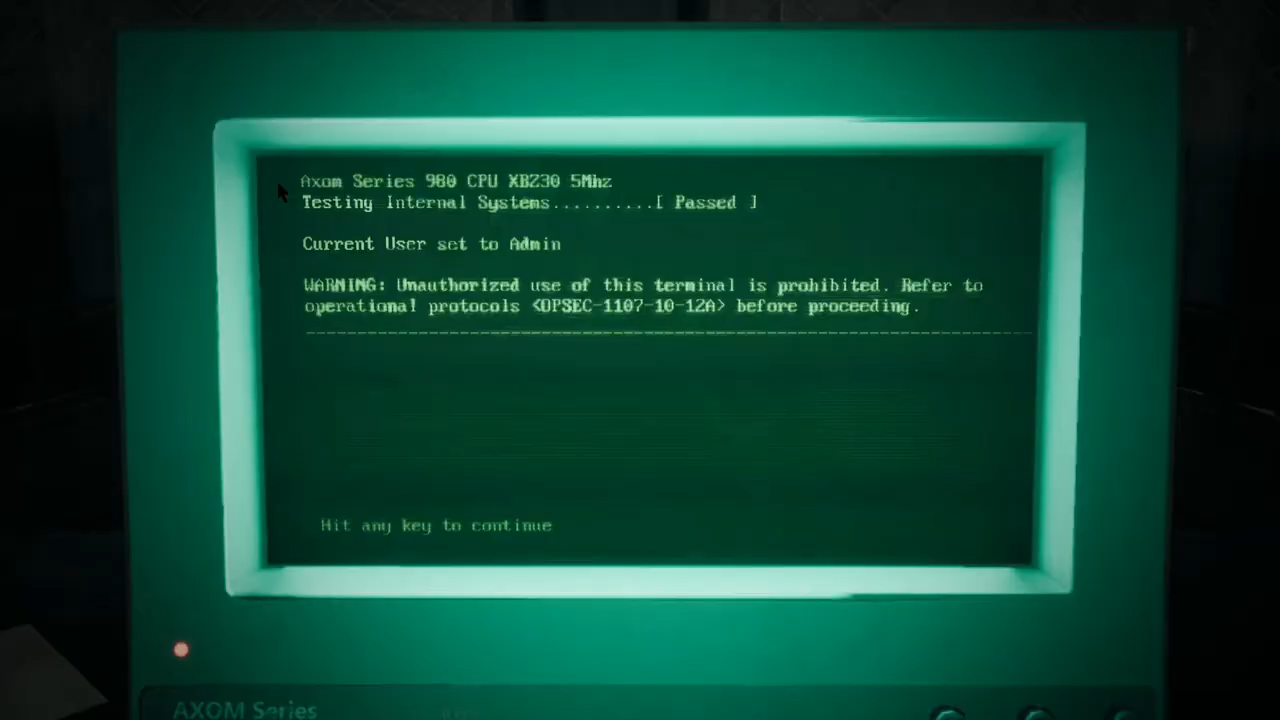 Axom Series 980 CPU XBZ30 5Mhz
Testiny Internal Systems..........[ Passed ]
Current User set to Admin
WARNING: Unauthorized use of this terminal is prohibited. Refer to
operational protocols <OPSEC-1107-10-12A> before proceeding.
Hit any key to continue
AXOM Series